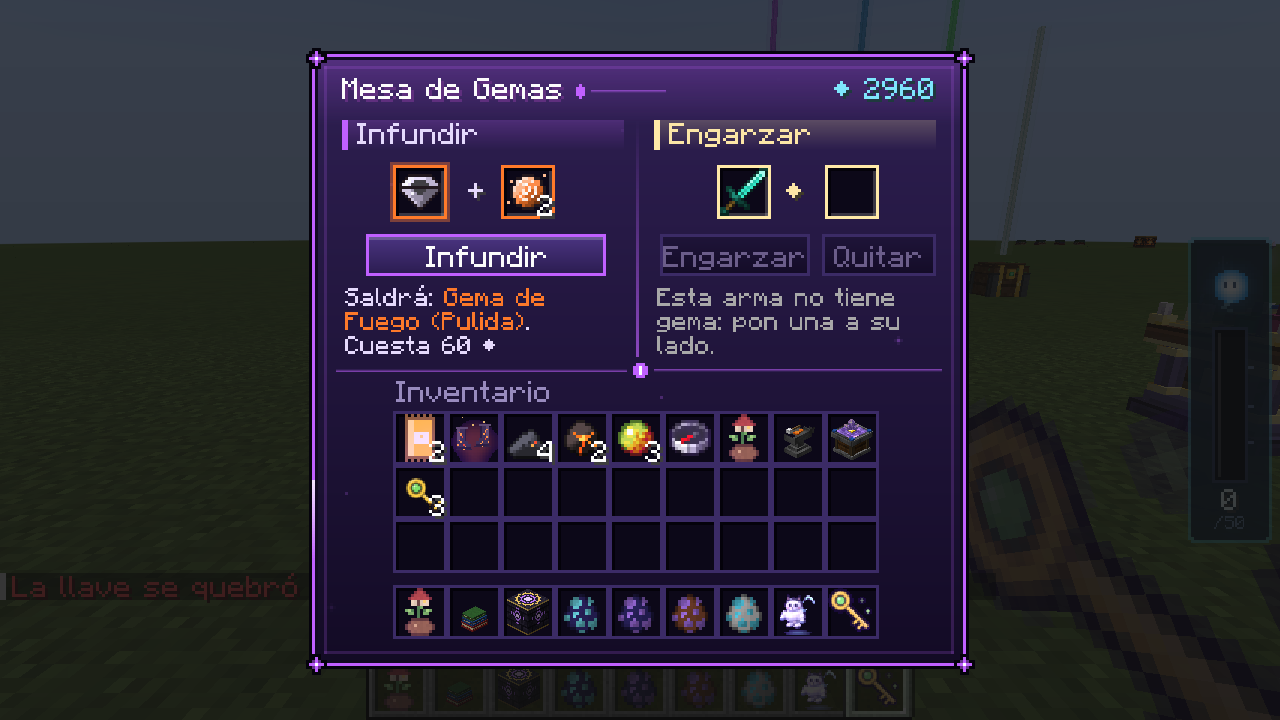 Mesa de Gemas
2960
Infundir
Engarzar
2
Infundir
Engarzar
Quitar
Saldrá: Gema de
Fuego (Pulida).
Cuesta 60
Esta arma no tiene
gema: pon una a su
lado.
Inventario
2
4
2
3
3
0
/50
La llave se quebró